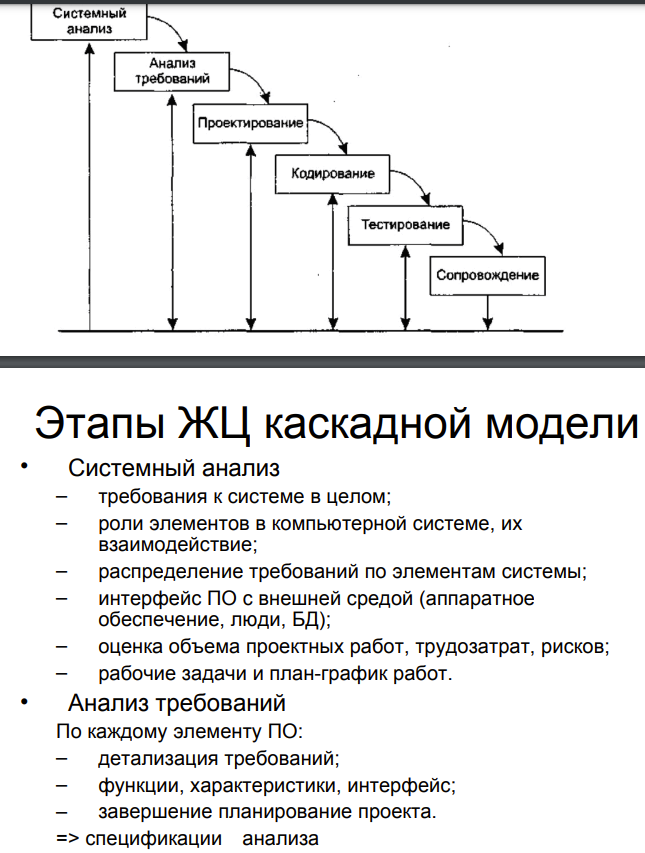 Системный
анализ
Анализ
требований
Проектирование
Кодирование
Тестирование
Сопровождение
Этапы ЖЦ каскадной модели
• Системный анализ
– требования к системе в целом;
– роли элементов в компьютерной системе, их
взаимодействие;
– распределение требований по элементам системы;
– интерфейс ПО с внешней средой (аппаратное
обеспечение, люди, БД);
– оценка объема проектных работ, трудозатрат, рисков;
– рабочие задачи и план-график работ.
• Анализ требований
По каждому элементу ПО:
– детализация требований;
– функции, характеристики, интерфейс;
– завершение планирование проекта.
=> спецификации анализа